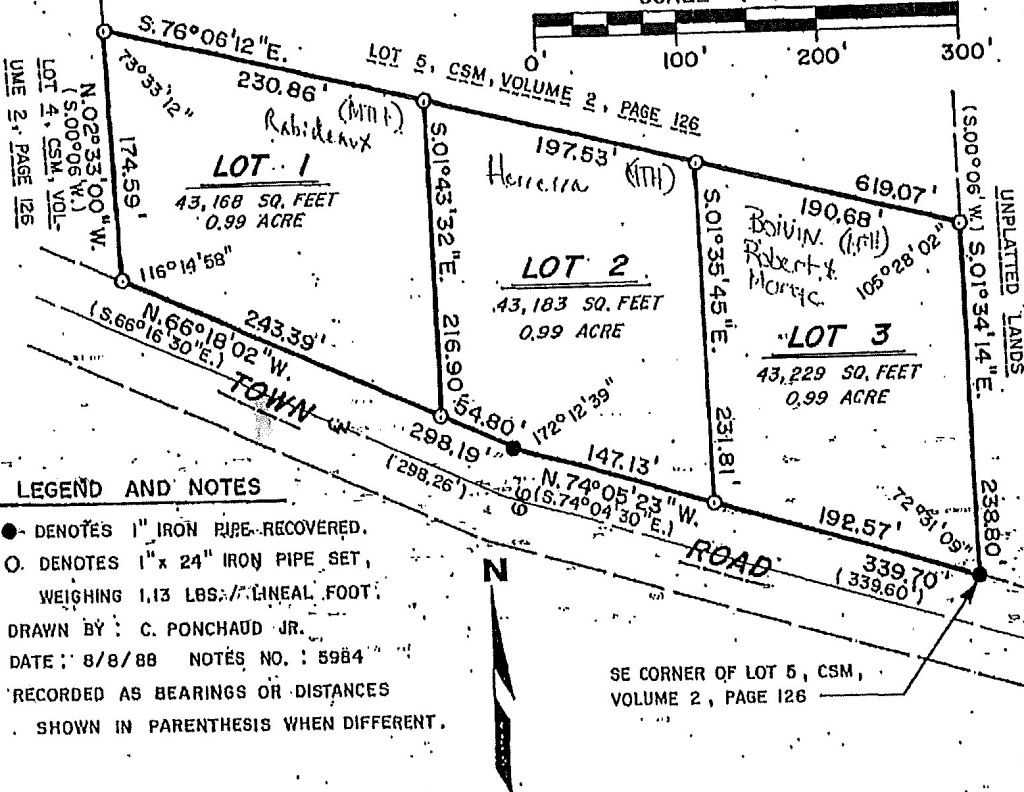 SCALE
0' 100' 200' 300'
S. 76° 06' 12" E.
230.86'
LOT 5, CSM, VOLUME 2, PAGE 126
197.53'
619.07'
190.68'
73° 33' 12"
LOT 4, CSM, VOL-
UME 2, PAGE 126
N. 02° 33' 00" W.
(S. 00° 06' W.)
174.59'
Rabideaux
LOT 1
43,168 SQ. FEET
0.99 ACRE
116° 14' 58"
S. 01° 43' 32" E.
216.90'
Herrera
LOT 2
43,183 SQ. FEET
0.99 ACRE
S. 01° 35' 45" E.
231.81'
Boivin.
Robert &
105° 28' 02"
LOT 3
43,229 SQ. FEET
0.99 ACRE
(S. 00° 06' W.) S. 01° 34' 14" E.
238.80'
UNPLATTED LANDS
243.39'
N. 66° 18' 02" W.
(S. 66° 16' 30" E.)
54.80'
298.19'
(298.26')
172° 12' 39"
147.13'
N. 74° 05' 23" W.
(S. 74° 04' 30" E.)
192.57'
72° 31' 09"
339.70'
(339.60')
TOWN ROAD
66'
LEGEND AND NOTES
● - DENOTES 1" IRON PIPE RECOVERED.
O - DENOTES 1" x 24" IRON PIPE SET,
WEIGHING 1.13 LBS. / LINEAL FOOT.
DRAWN BY : C. PONCHAUD JR.
DATE : 8/8/88 NOTES NO. : 5984
RECORDED AS BEARINGS OR DISTANCES
SHOWN IN PARENTHESIS WHEN DIFFERENT.
N
SE CORNER OF LOT 5, CSM,
VOLUME 2, PAGE 126